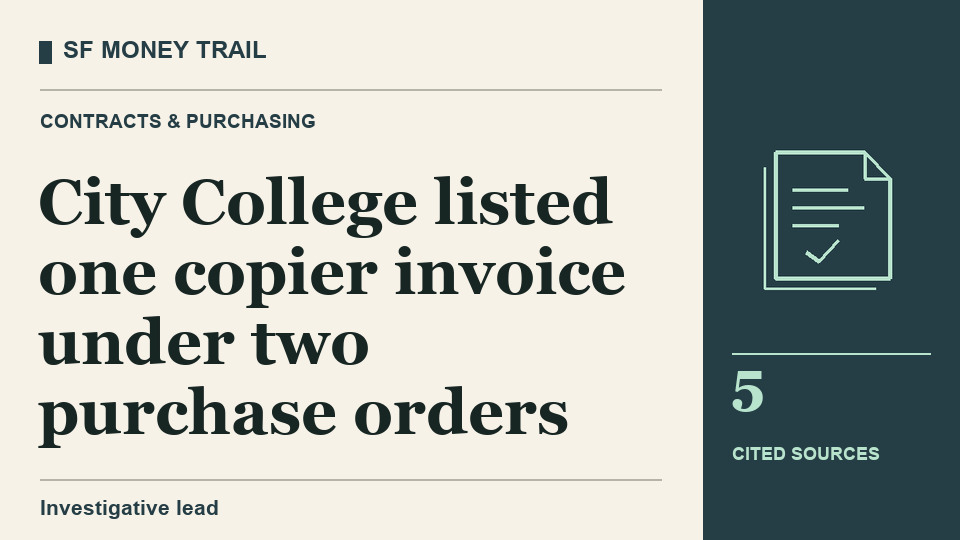 SF MONEY TRAIL
CONTRACTS & PURCHASING
City College listed
one copier invoice
under two
purchase orders
Investigative lead
5
CITED SOURCES